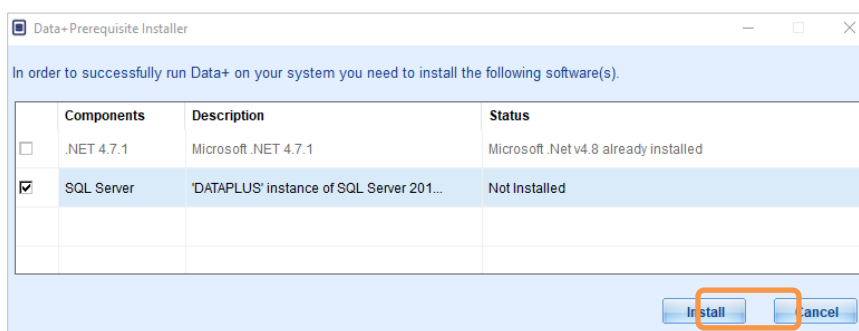 Data+Prerequisite Installer
In order to successfully run Data+ on your system you need to install the following software(s).
Components Description Status
.NET 4.7.1 Microsoft .NET 4.7.1 Microsoft .Net v4.8 already installed
SQL Server 'DATAPLUS' instance of SQL Server 201... Not Installed
Install Cancel